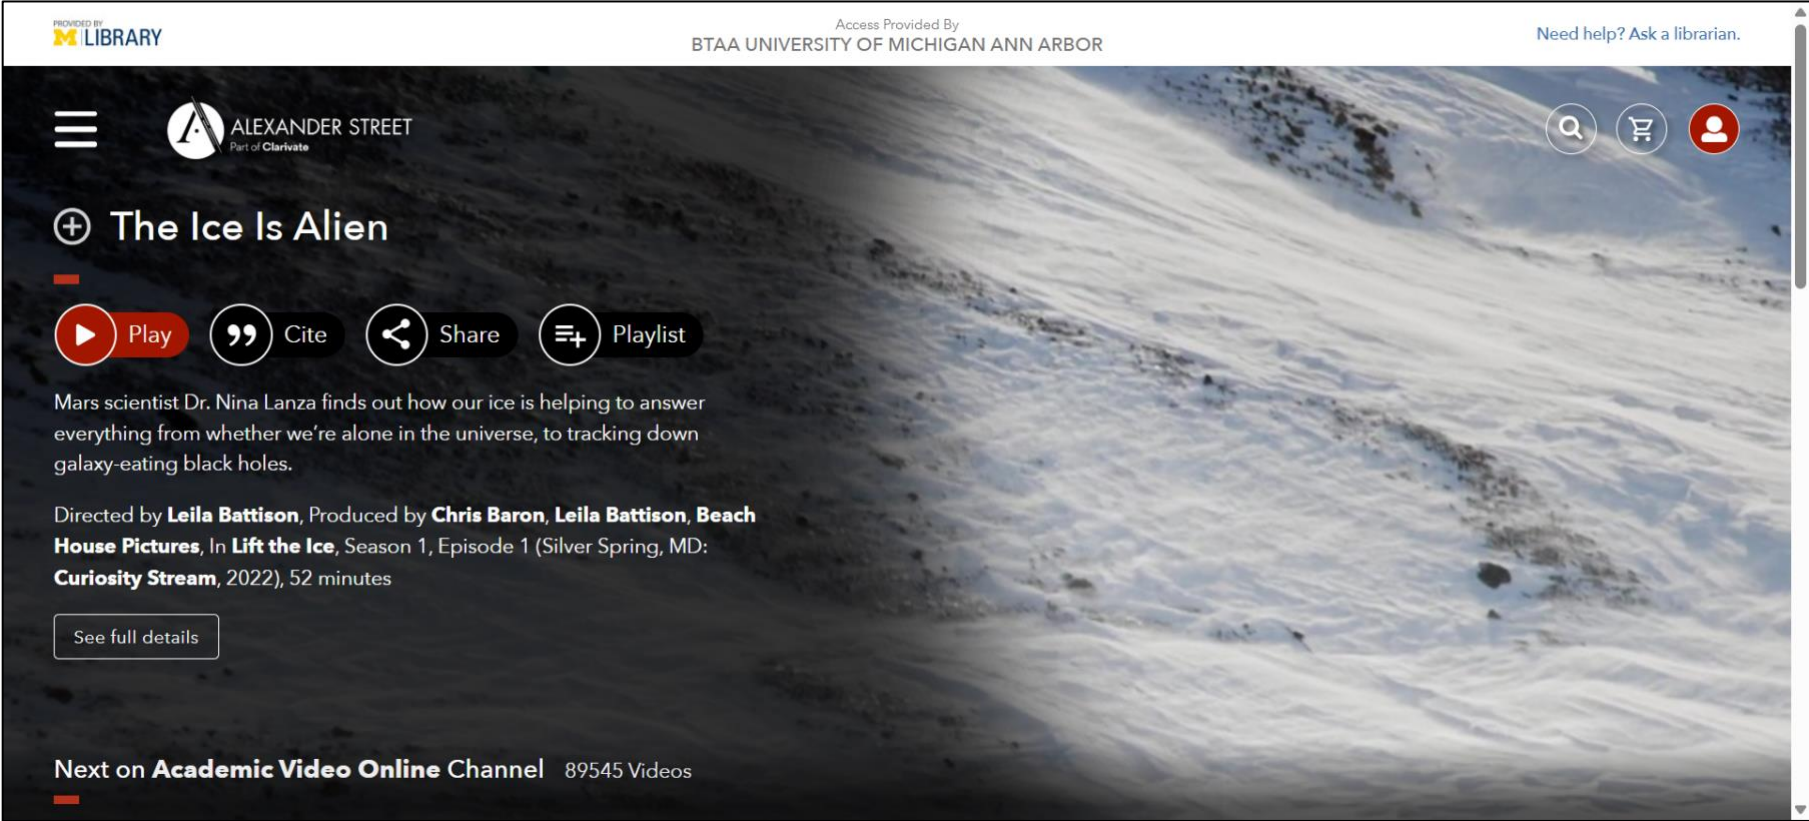 PROVIDED BY
M LIBRARY
Access Provided By
BTAA UNIVERSITY OF MICHIGAN ANN ARBOR
Need help? Ask a librarian.
ALEXANDER STREET
Part of Clarivate
The Ice Is Alien
Play
Cite
Share
Playlist
Mars scientist Dr. Nina Lanza finds out how our ice is helping to answer
everything from whether we're alone in the universe, to tracking down
galaxy-eating black holes.
Directed by Leila Battison, Produced by Chris Baron, Leila Battison, Beach
House Pictures, In Lift the Ice, Season 1, Episode 1 (Silver Spring, MD:
Curiosity Stream, 2022), 52 minutes
See full details
Next on Academic Video Online Channel 89545 Videos